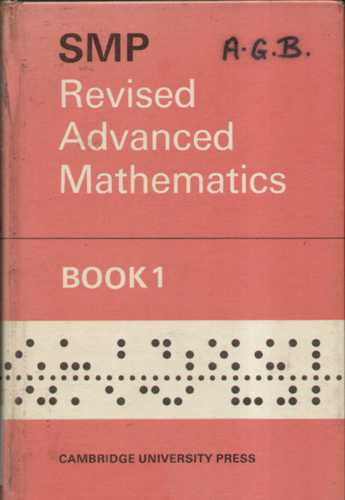 SMP
A.G.B.
Revised
Advanced
Mathematics
BOOK 1
CAMBRIDGE UNIVERSITY PRESS